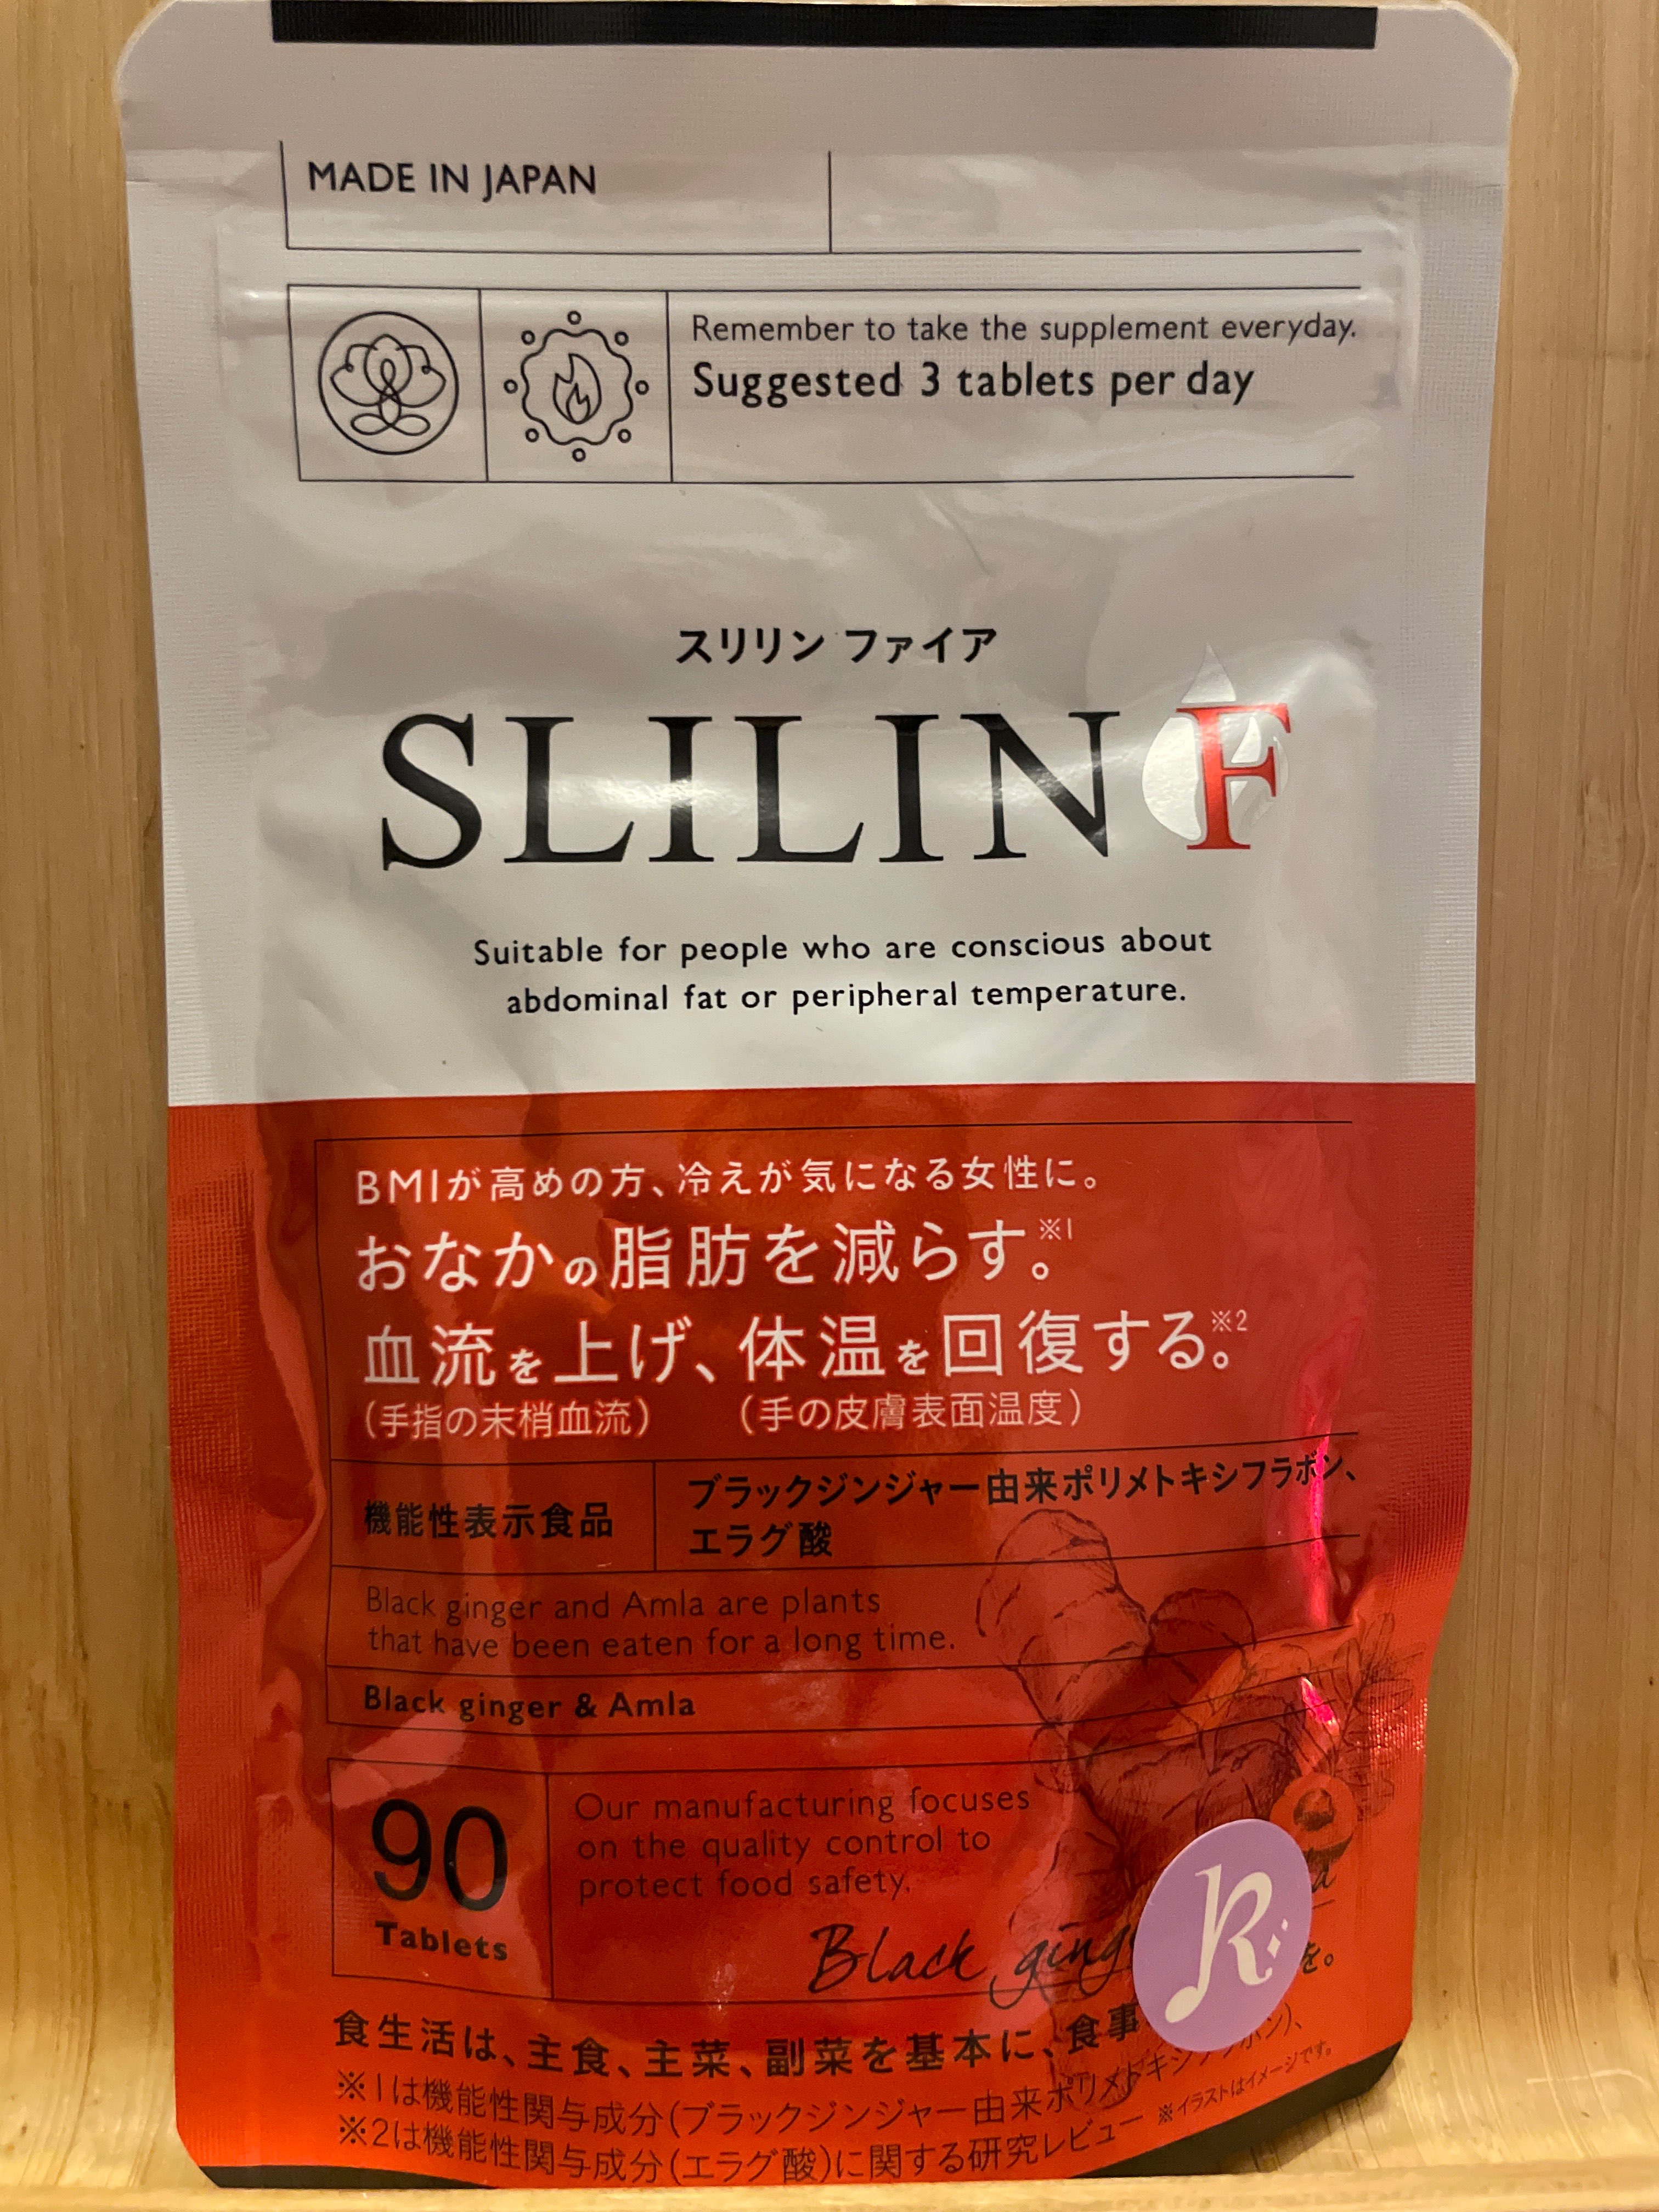 MADE IN JAPAN
Remember to take the supplement everyday.
Suggested 3 tablets per day
スリリン ファイア
SLILIN F
Suitable for people who are conscious about
abdominal fat or peripheral temperature.
BMIが高めの方、冷えが気になる女性に。
おなかの脂肪を減らす。※1
血流を上げ、体温を回復する。※2
(手指の末梢血流) (手の皮膚表面温度)
機能性表示食品
ブラックジンジャー由来ポリメトキシフラボン、
エラグ酸
Black ginger and Amla are plants
that have been eaten for a long time.
Black ginger & Amla
90
Tablets
Our manufacturing focuses
on the quality control to
protect food safety.
Black ging
R
食生活は、主食、主菜、副菜を基本に、食事 を。
※1は機能性関与成分(ブラックジンジャー由来ポリメトキシフラボン)、
※2は機能性関与成分(エラグ酸)に関する研究レビュー ※イラストはイメージです。